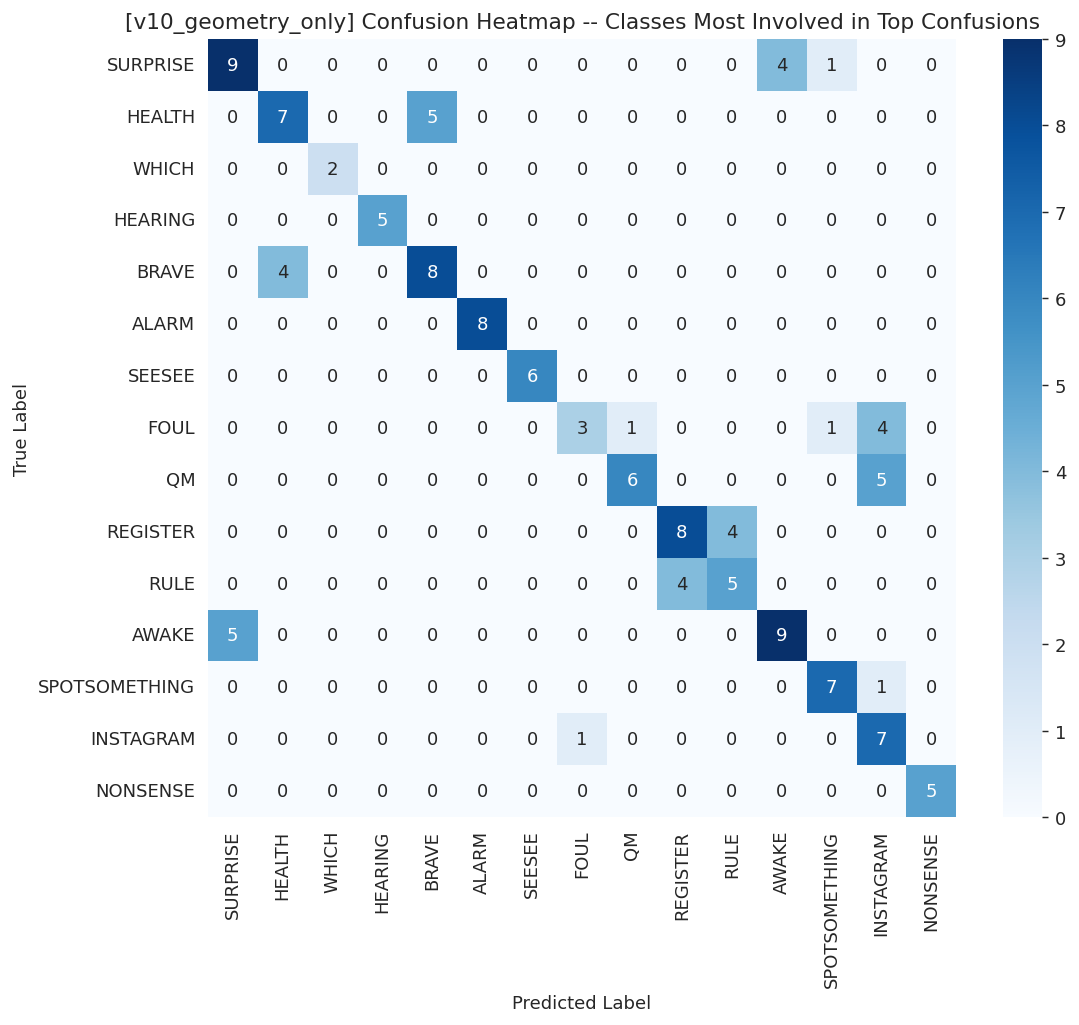 [v10_geometry_only] Confusion Heatmap -- Classes Most Involved in Top Confusions
SURPRISE 9 0 0 0 0 0 0 0 0 0 0 4 1 0 0
HEALTH 0 7 0 0 5 0 0 0 0 0 0 0 0 0 0
WHICH 0 0 2 0 0 0 0 0 0 0 0 0 0 0 0
HEARING 0 0 0 5 0 0 0 0 0 0 0 0 0 0 0
BRAVE 0 4 0 0 8 0 0 0 0 0 0 0 0 0 0
ALARM 0 0 0 0 0 8 0 0 0 0 0 0 0 0 0
SEESEE 0 0 0 0 0 0 6 0 0 0 0 0 0 0 0
FOUL 0 0 0 0 0 0 0 3 1 0 0 0 1 4 0
QM 0 0 0 0 0 0 0 0 6 0 0 0 0 5 0
REGISTER 0 0 0 0 0 0 0 0 0 8 4 0 0 0 0
RULE 0 0 0 0 0 0 0 0 0 4 5 0 0 0 0
AWAKE 5 0 0 0 0 0 0 0 0 0 0 9 0 0 0
SPOTSOMETHING 0 0 0 0 0 0 0 0 0 0 0 0 7 1 0
INSTAGRAM 0 0 0 0 0 0 0 1 0 0 0 0 0 7 0
NONSENSE 0 0 0 0 0 0 0 0 0 0 0 0 0 0 5
True Label
SURPRISE
HEALTH
WHICH
HEARING
BRAVE
ALARM
SEESEE
FOUL
QM
REGISTER
RULE
AWAKE
SPOTSOMETHING
INSTAGRAM
NONSENSE
Predicted Label
9
8
7
6
5
4
3
2
1
0